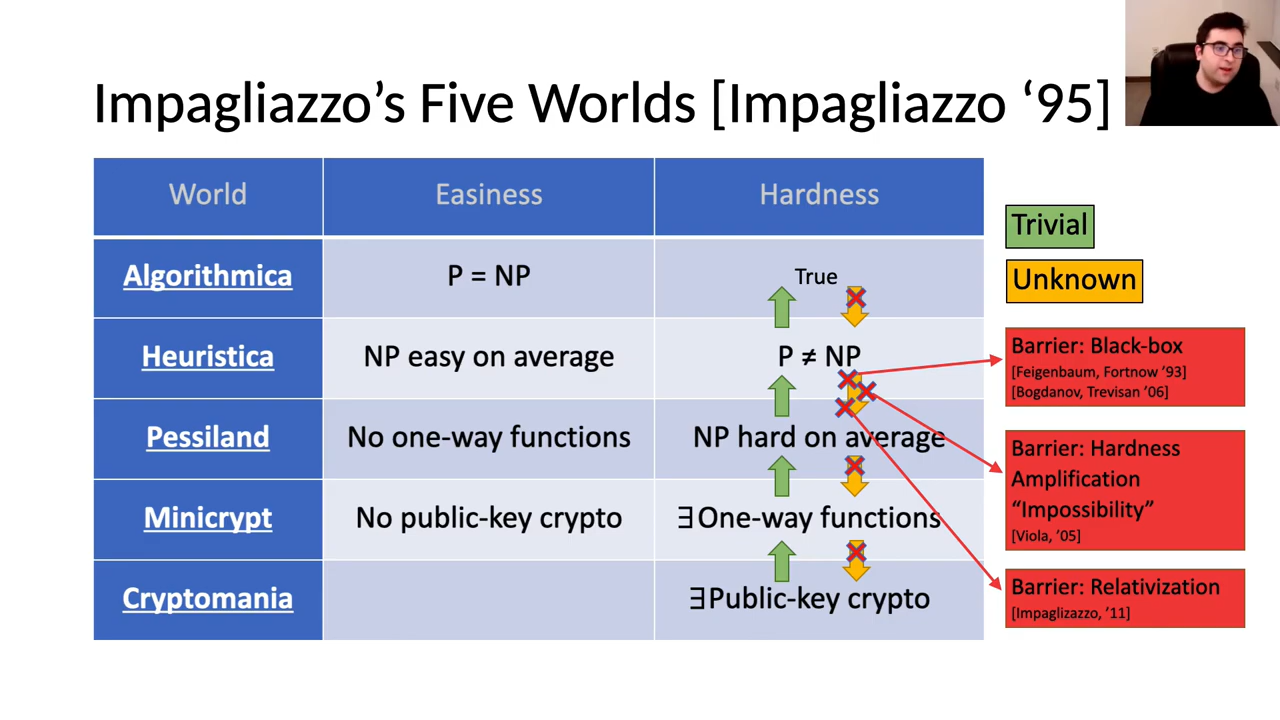 Impagliazzo’s Five Worlds [Impagliazzo ‘95]
World Easiness Hardness
Algorithmica P = NP True
Heuristica NP easy on average P ≠ NP
Pessiland No one-way functions NP hard on average
Minicrypt No public-key crypto ∃One-way functions
Cryptomania ∃Public-key crypto
Trivial
Unknown
Barrier: Black-box
[Feigenbaum, Fortnow ’93]
[Bogdanov, Trevisan ’06]
Barrier: Hardness
Amplification
“Impossibility”
[Viola, ’05]
Barrier: Relativization
[Impaglizazzo, ’11]